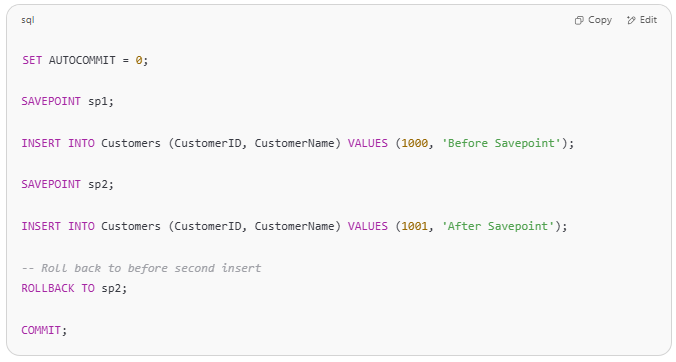 sql Copy Edit
SET AUTOCOMMIT = 0;
SAVEPOINT sp1;
INSERT INTO Customers (CustomerID, CustomerName) VALUES (1000, 'Before Savepoint');
SAVEPOINT sp2;
INSERT INTO Customers (CustomerID, CustomerName) VALUES (1001, 'After Savepoint');
-- Roll back to before second insert
ROLLBACK TO sp2;
COMMIT;